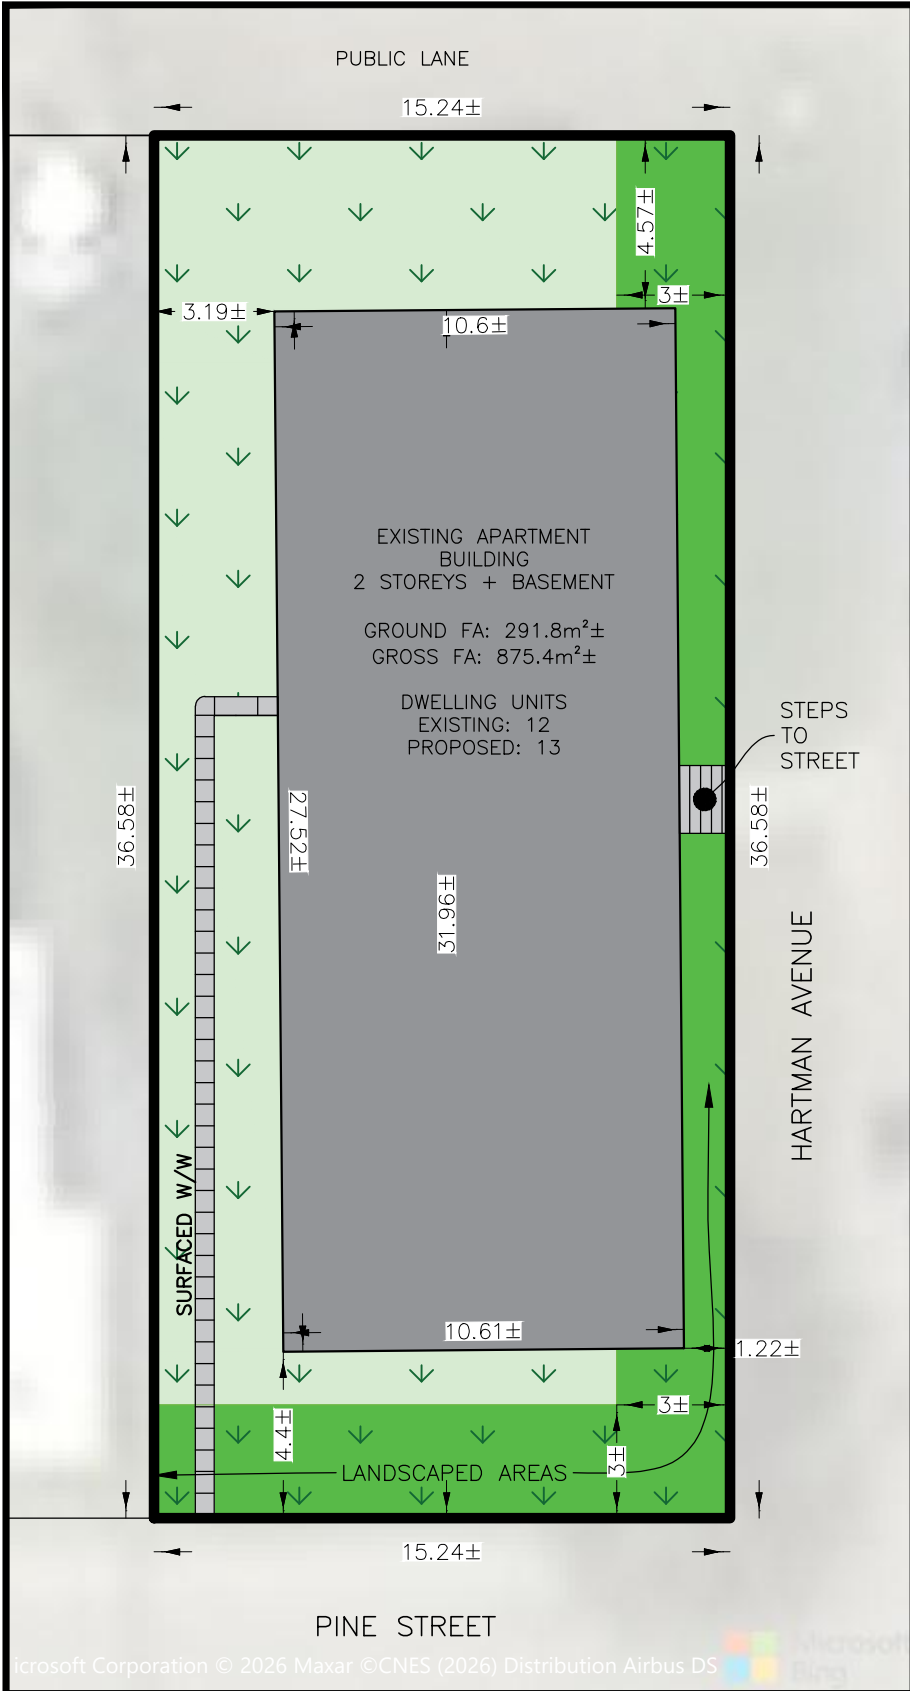 PUBLIC LANE
15.24±
4.57±
3±
3.19±
10.6±
EXISTING APARTMENT
BUILDING
2 STOREYS + BASEMENT
GROUND FA: 291.8m²±
GROSS FA: 875.4m²±
DWELLING UNITS
EXISTING: 12
PROPOSED: 13
STEPS
TO
STREET
36.58±
27.52±
36.58±
31.96±
HARTMAN AVENUE
SURFACED W/W
10.61±
1.22±
3±
4.4±
3±
LANDSCAPED AREAS
15.24±
PINE STREET
icrosoft Corporation © 2026 Maxar ©CNES (2026) Distribution Airbus DS
Microsoft
Bing